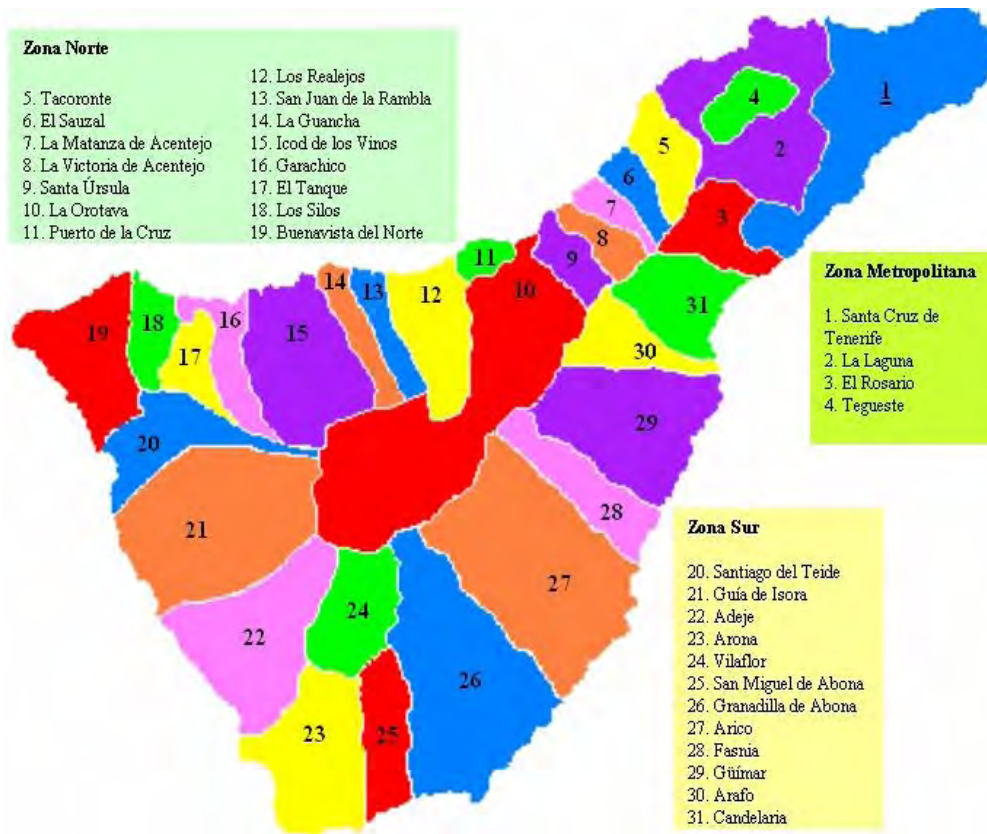 Zona Norte
5. Tacoronte
6. El Sauzal
7. La Matanza de Acentejo
8. La Victoria de Acentejo
9. Santa Úrsula
10. La Orotava
11. Puerto de la Cruz
12. Los Realejos
13. San Juan de la Rambla
14. La Guancha
15. Icod de los Vinos
16. Garachico
17. El Tanque
18. Los Silos
19. Buenavista del Norte
Zona Metropolitana
1. Santa Cruz de
Tenerife
2. La Laguna
3. El Rosario
4. Tegueste
Zona Sur
20. Santiago del Teide
21. Guía de Isora
22. Adeje
23. Arona
24. Vilaflor
25. San Miguel de Abona
26. Granadilla de Abona
27. Arico
28. Fasnia
29. Güímar
30. Arafo
31. Candelaria
1
2
3
4
5
6
7
8
9
10
11
12
13
14
15
16
17
18
19
20
21
22
23
24
25
26
27
28
29
30
31